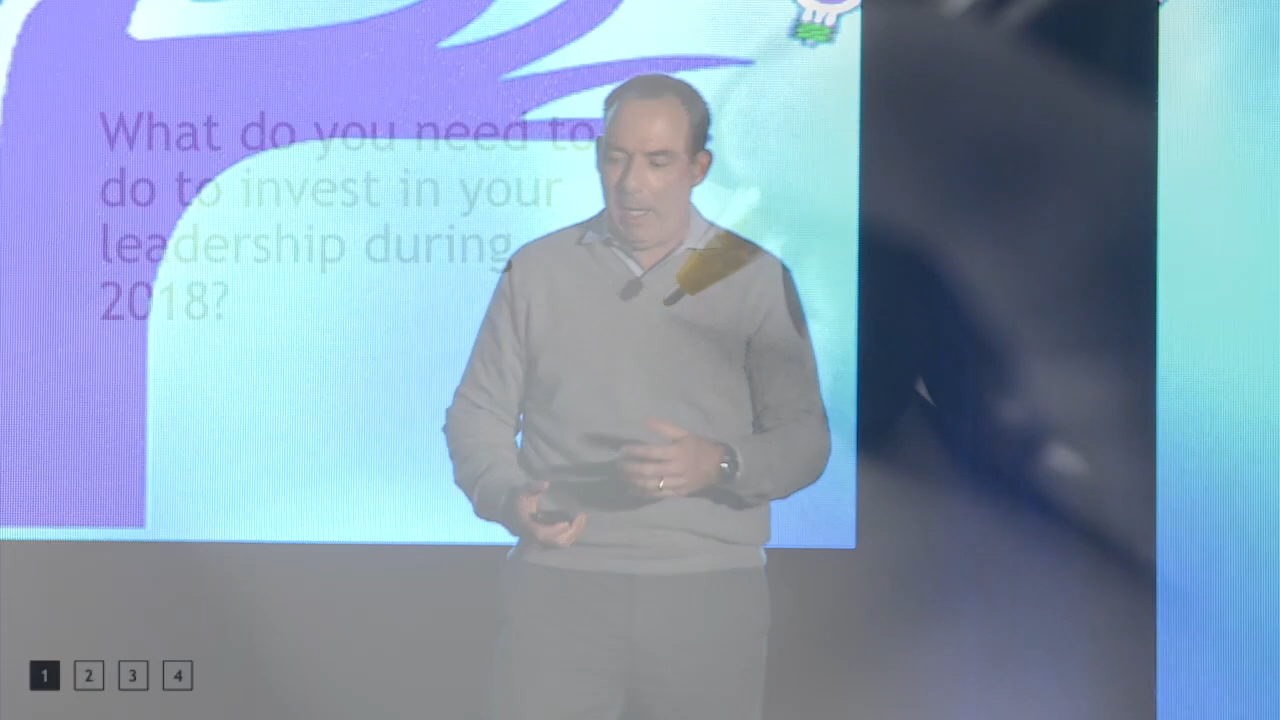 What do you need to
do to invest in your
leadership during
2018?
1 2 3 4